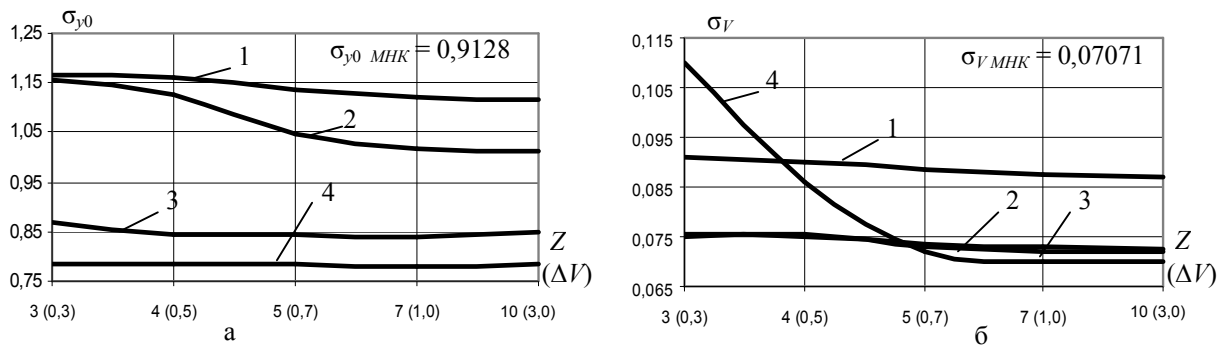 σy0
1,25
1,15
1,05
0,95
0,85
0,75
σy0 МНК = 0,9128
1
2
3
4
Z
(ΔV)
3 (0,3) 4 (0,5) 5 (0,7) 7 (1,0) 10 (3,0)
а
σV
0,115
0,105
0,095
0,085
0,075
0,065
σV МНК = 0,07071
4
1
2
3
Z
(ΔV)
3 (0,3) 4 (0,5) 5 (0,7) 7 (1,0) 10 (3,0)
б